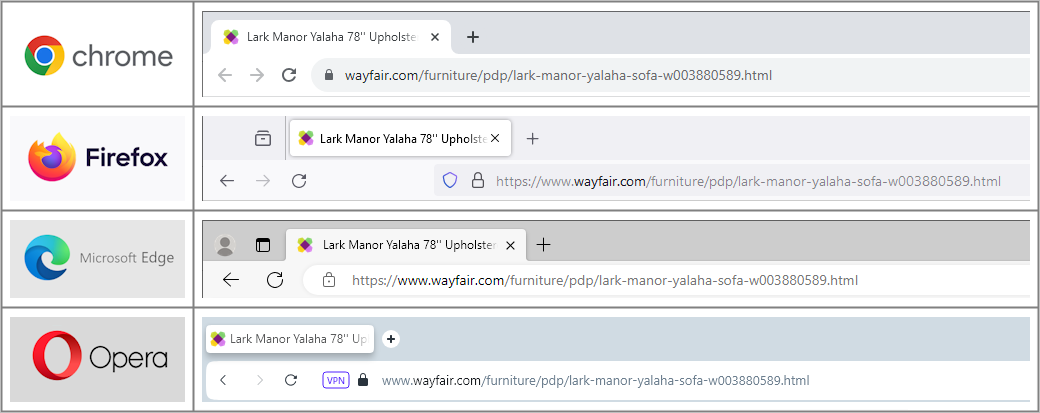 chrome
Lark Manor Yalaha 78" Upholster
wayfair.com/furniture/pdp/lark-manor-yalaha-sofa-w003880589.html
Firefox
Lark Manor Yalaha 78" Upholste
https://www.wayfair.com/furniture/pdp/lark-manor-yalaha-sofa-w003880589.html
Microsoft Edge
Lark Manor Yalaha 78" Upholster
https://www.wayfair.com/furniture/pdp/lark-manor-yalaha-sofa-w003880589.html
Opera
Lark Manor Yalaha 78" Uph
VPN www.wayfair.com/furniture/pdp/lark-manor-yalaha-sofa-w003880589.html